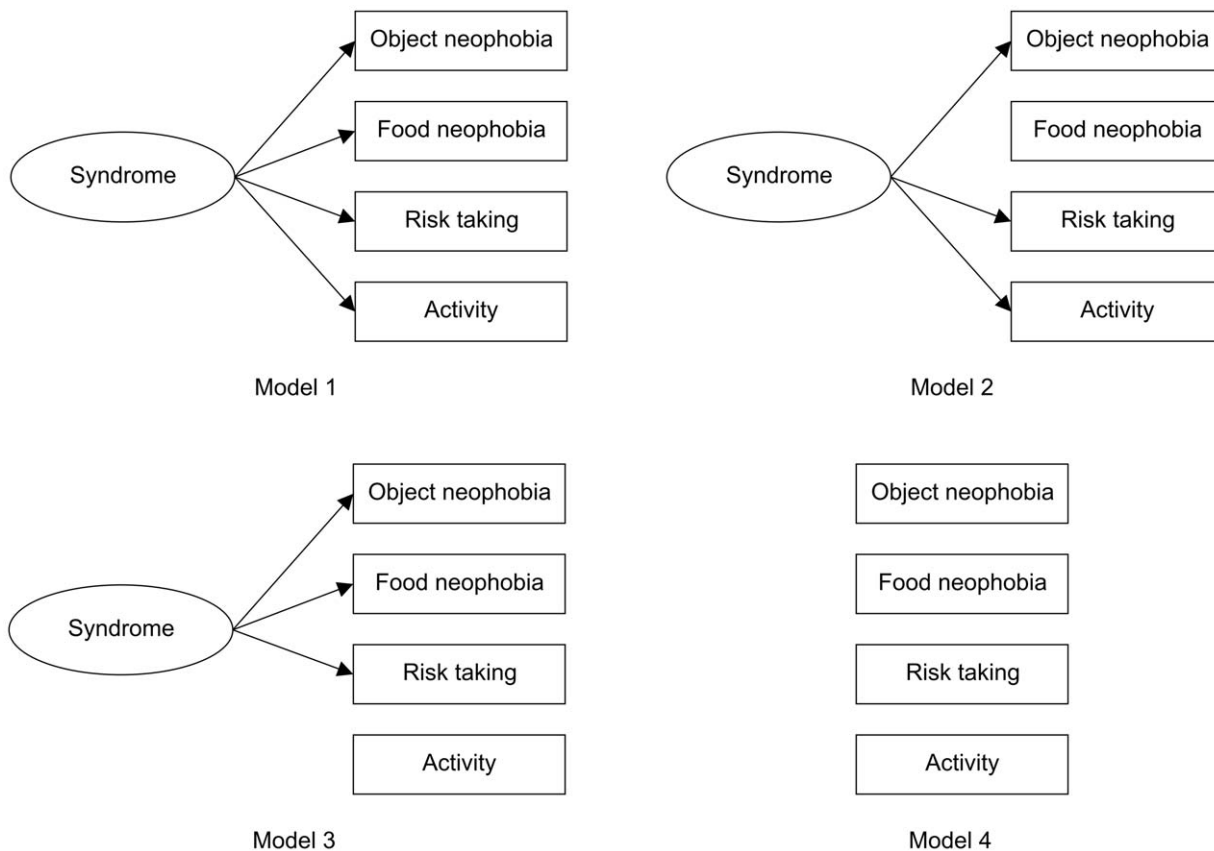 Object neophobia
Food neophobia
Syndrome
Risk taking
Activity
Model 1
Object neophobia
Food neophobia
Syndrome
Risk taking
Activity
Model 2
Object neophobia
Food neophobia
Syndrome
Risk taking
Activity
Model 3
Object neophobia
Food neophobia
Risk taking
Activity
Model 4